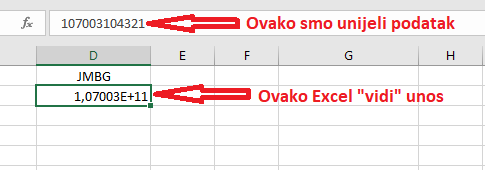 fx 107003104321 Ovako smo unijeli podatak
D E F G H
JMBG
1,07003E+11 Ovako Excel "vidi" unos